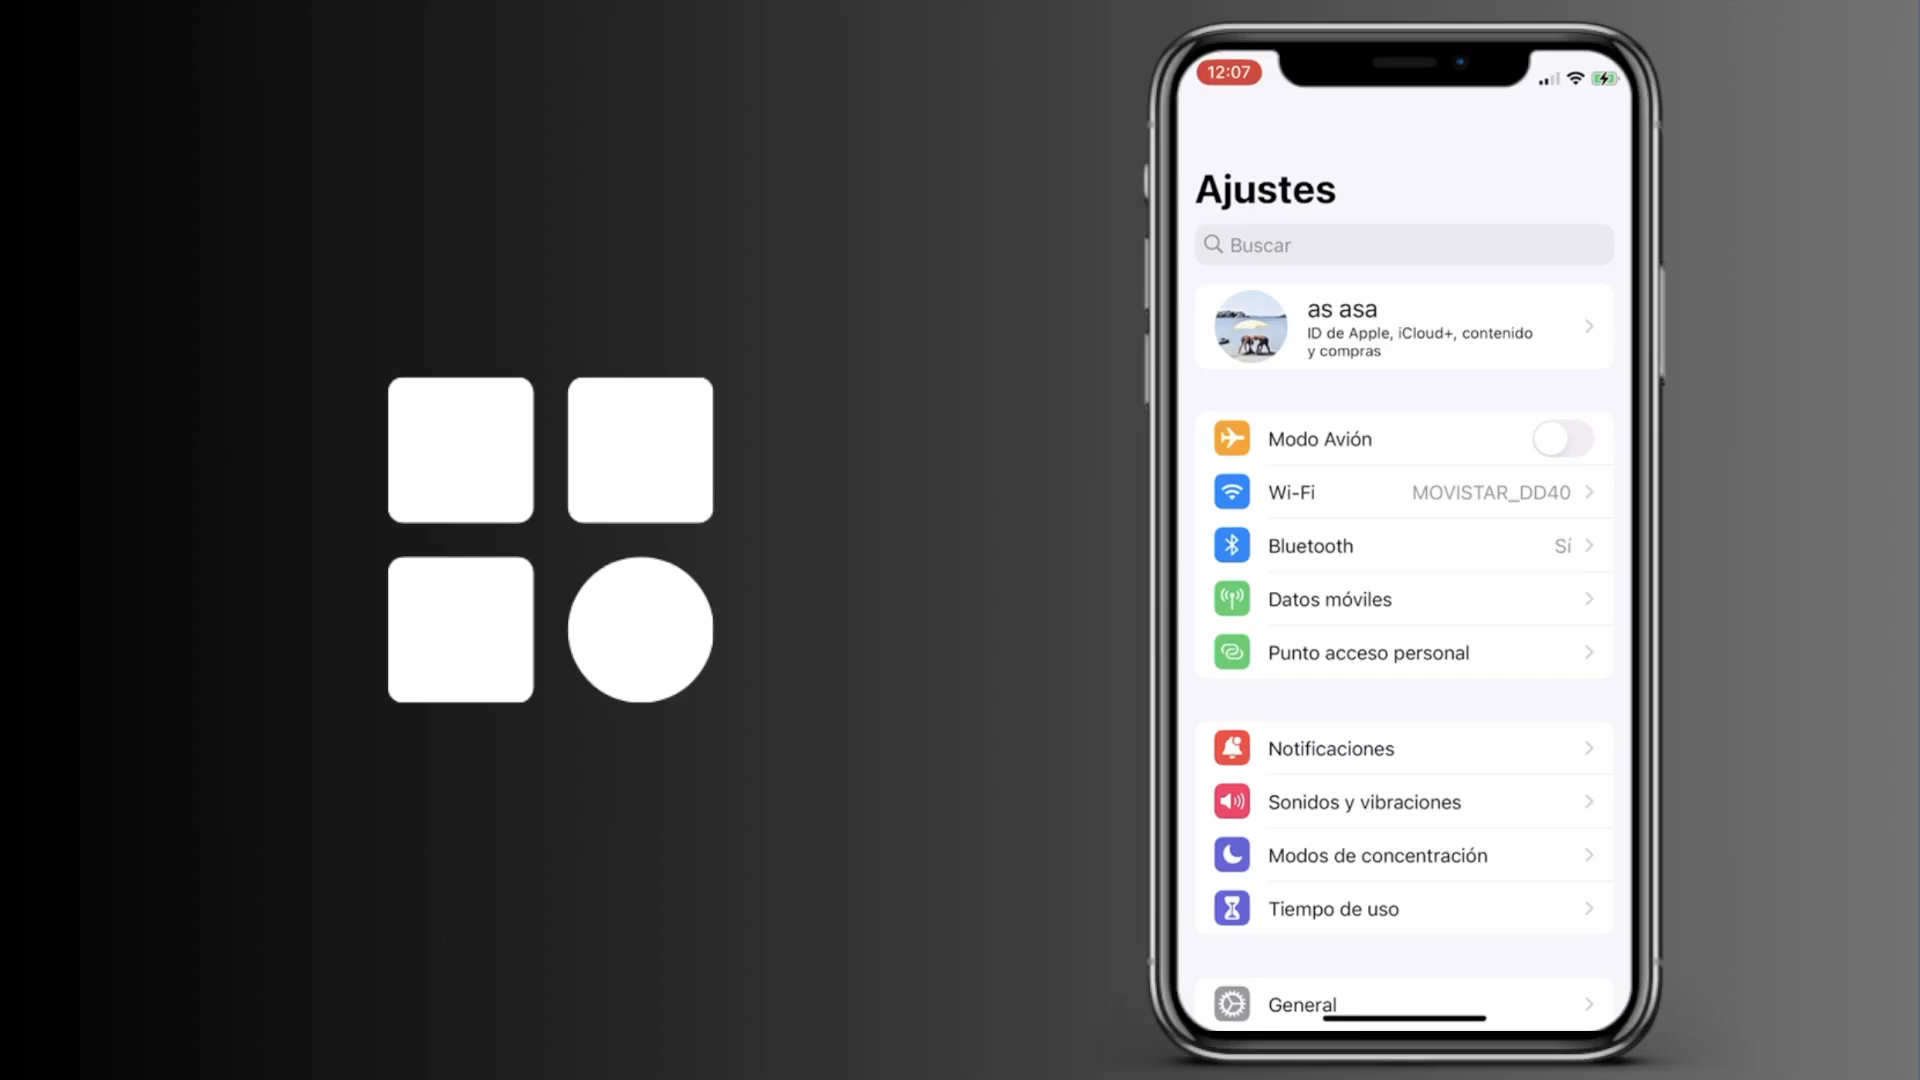 12:07
Ajustes
Buscar
as asa
ID de Apple, iCloud+, contenido
y compras
Modo Avión
Wi-Fi MOVISTAR_DD40
Bluetooth Sí
Datos móviles
Punto acceso personal
Notificaciones
Sonidos y vibraciones
Modos de concentración
Tiempo de uso
General